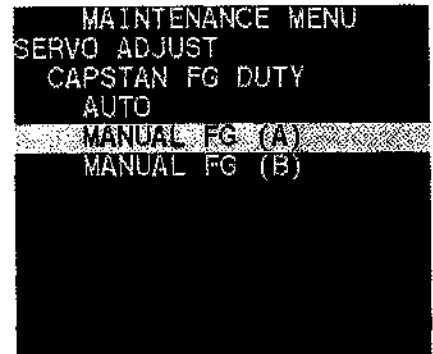 MAINTENANCE MENU
SERVO ADJUST
CAPSTAN FG DUTY
AUTO
MANUAL FG (A)
MANUAL FG (B)